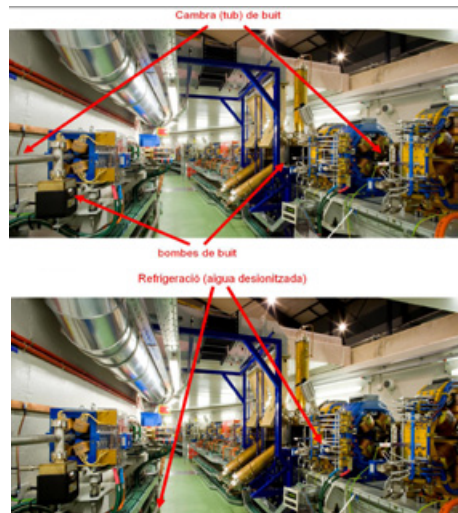 Cambra (tub) de buit
bombes de buit
Refrigeració (aigua desionitzada)